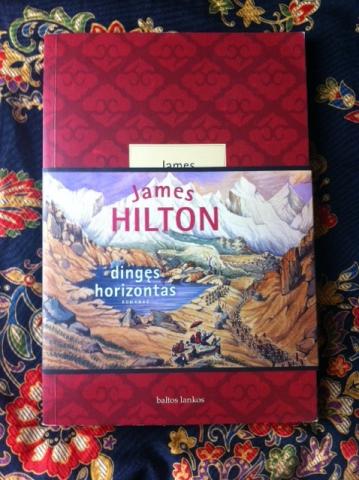 James
James
HILTON
dingęs
horizontas
ROMANAS
baltos lankos